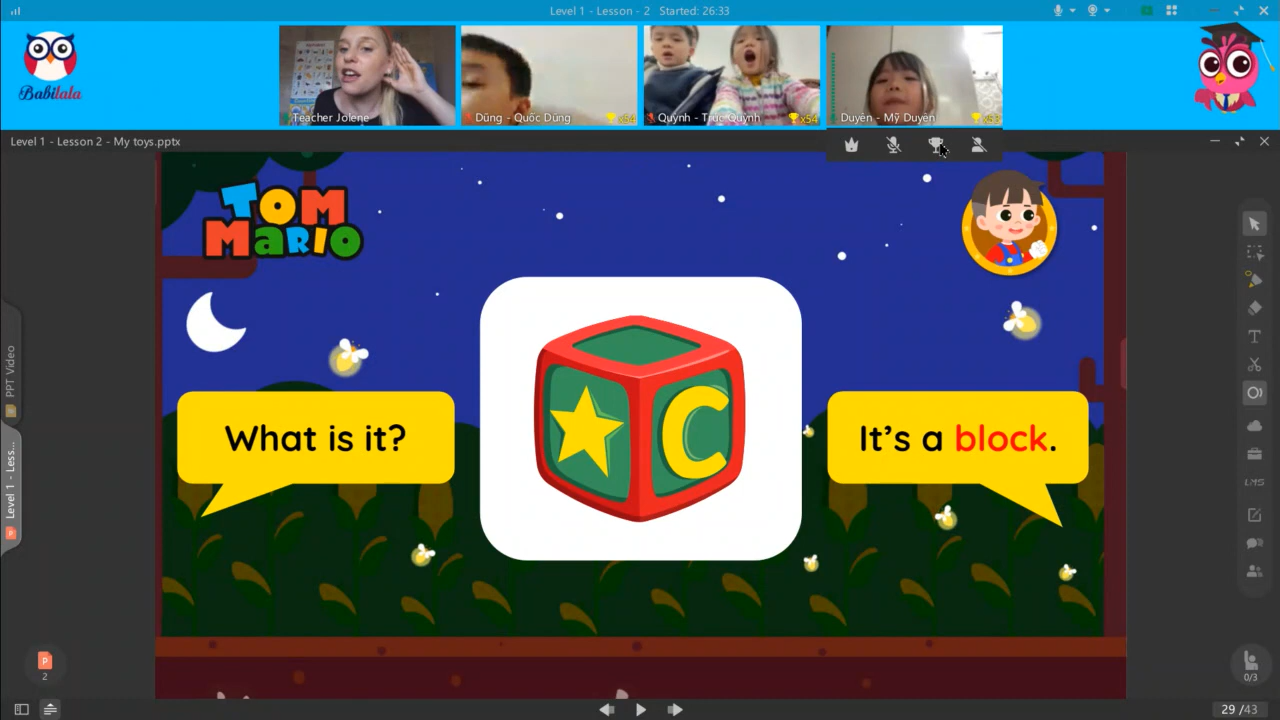 Level 1 - Lesson - 2 Started: 26:33
Babilala
Teacher Jolene
Dũng - Quốc Dũng x54
Quỳnh - Trúc Quỳnh x54
Duyên - Mỹ Duyên
Level 1 - Lesson 2 - My toys.pptx
TOM
MaRIO
What is it?
C
It's a block.
PPT Video
Level 1 - Less...
LMS
P
2
0/3
29 /43